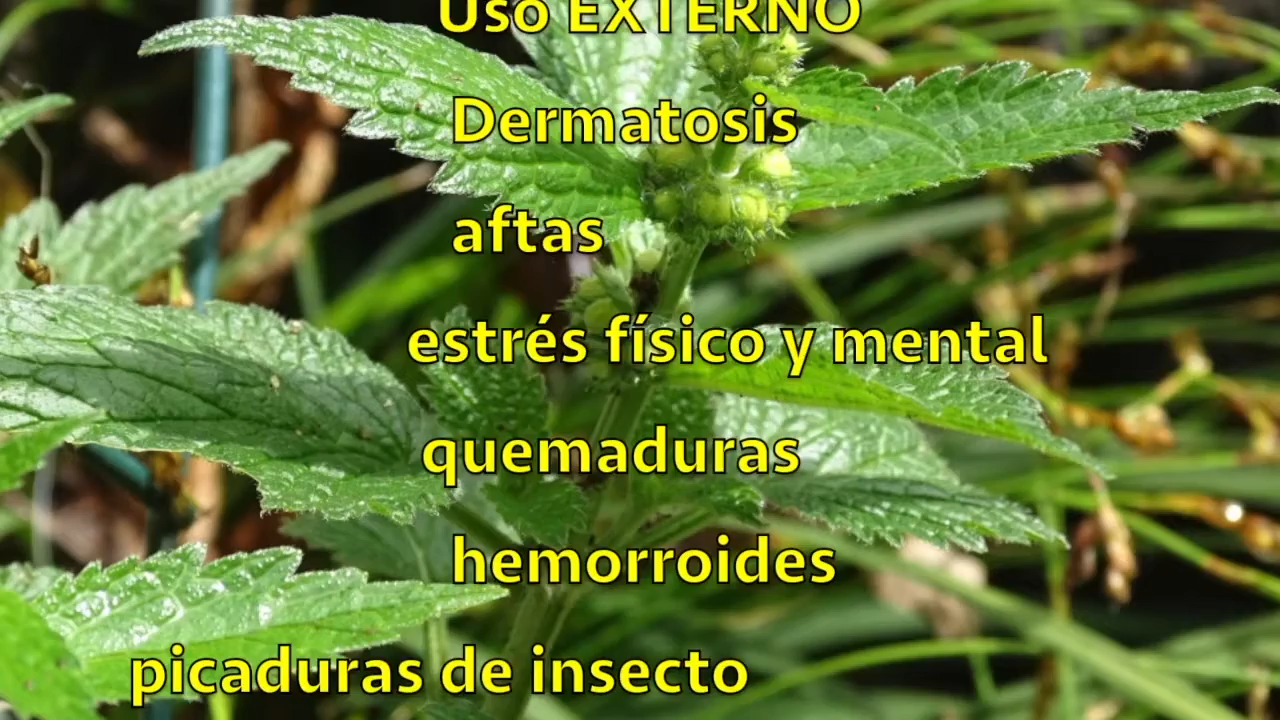 Uso EXTERNO
Dermatosis
aftas
estrés físico y mental
quemaduras
hemorroides
picaduras de insecto